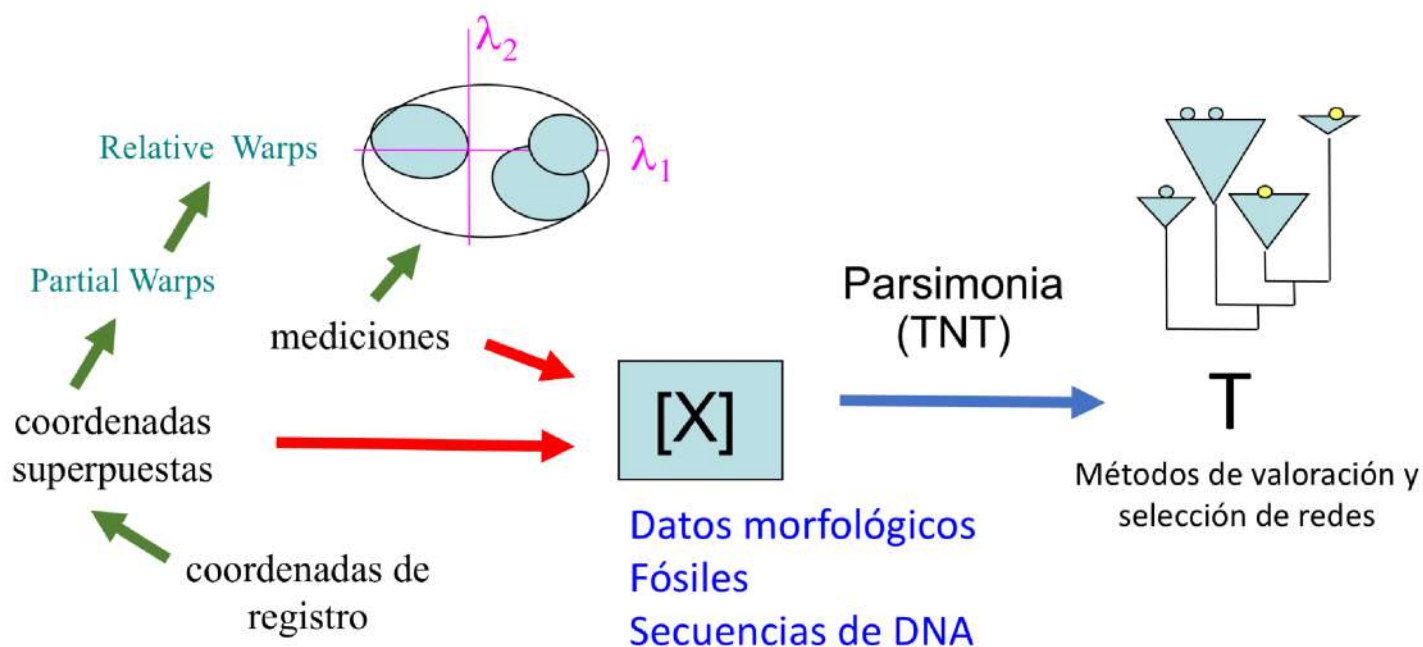 λ2
Relative Warps
λ1
Partial Warps
mediciones
Parsimonia
(TNT)
coordenadas
superpuestas
[X]
T
Métodos de valoración y
selección de redes
Datos morfológicos
Fósiles
Secuencias de DNA
coordenadas de
registro